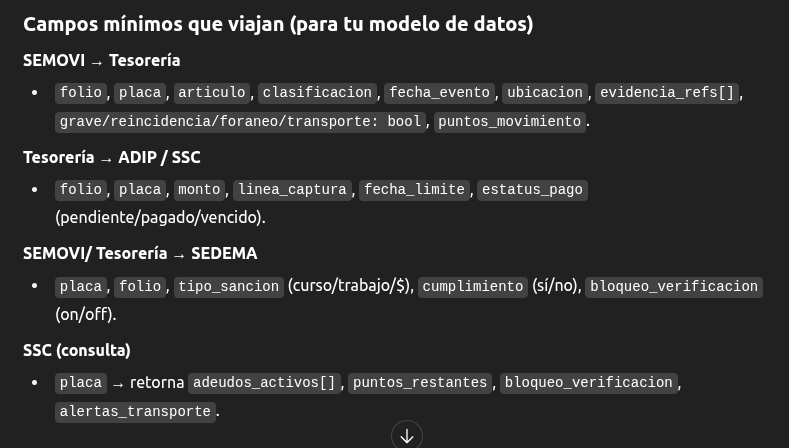 Campos mínimos que viajan (para tu modelo de datos)
SEMOVI → Tesorería
• folio, placa, articulo, clasificacion, fecha_evento, ubicacion, evidencia_refs[],
grave/reincidencia/foraneo/transporte: bool, puntos_movimiento.
Tesorería → ADIP / SSC
• folio, placa, monto, linea_captura, fecha_limite, estatus_pago
(pendiente/pagado/vencido).
SEMOVI/ Tesorería → SEDEMA
• placa, folio, tipo_sancion (curso/trabajo/$), cumplimiento (sí/no), bloqueo_verificacion
(on/off).
SSC (consulta)
• placa → retorna adeudos_activos[], puntos_restantes, bloqueo_verificacion,
alertas_transporte.